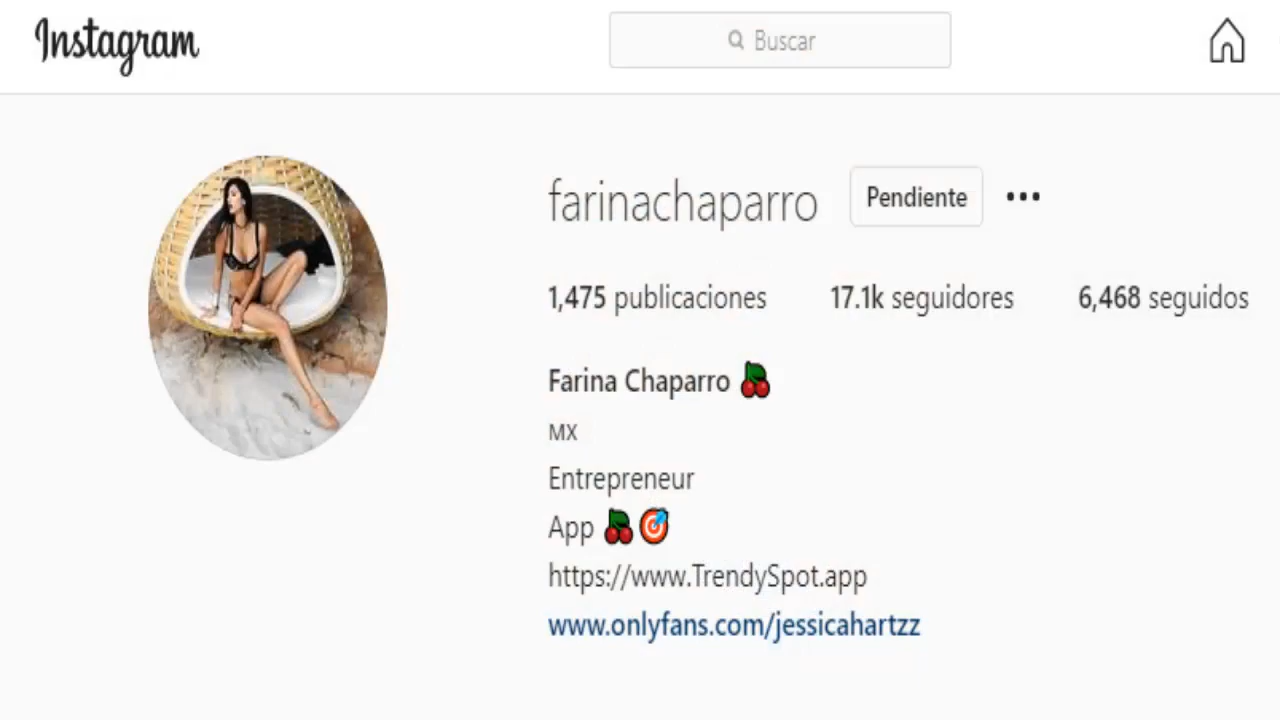 Instagram
Buscar
farinachaparro Pendiente
1,475 publicaciones 17.1k seguidores 6,468 seguidos
Farina Chaparro 🍒
MX
Entrepreneur
App 🍒🎯
https://www.TrendySpot.app
www.onlyfans.com/jessicahartzz